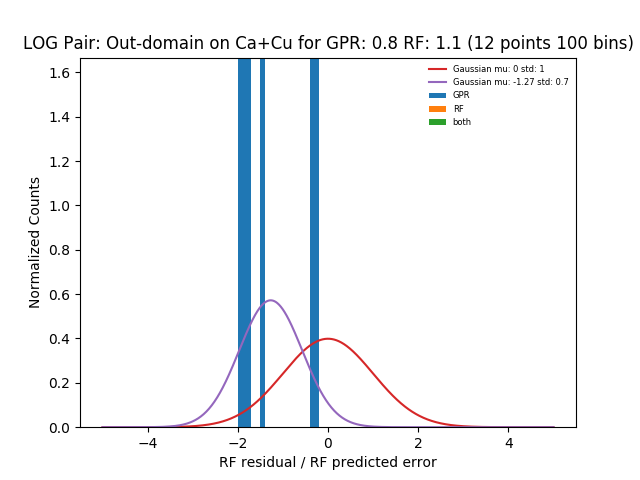 LOG Pair: Out-domain on Ca+Cu for GPR: 0.8 RF: 1.1 (12 points 100 bins)
Gaussian mu: 0 std: 1
Gaussian mu: -1.27 std: 0.7
GPR
RF
both
Normalized Counts
1.6
1.4
1.2
1.0
0.8
0.6
0.4
0.2
0.0
−4
−2
0
2
4
RF residual / RF predicted error